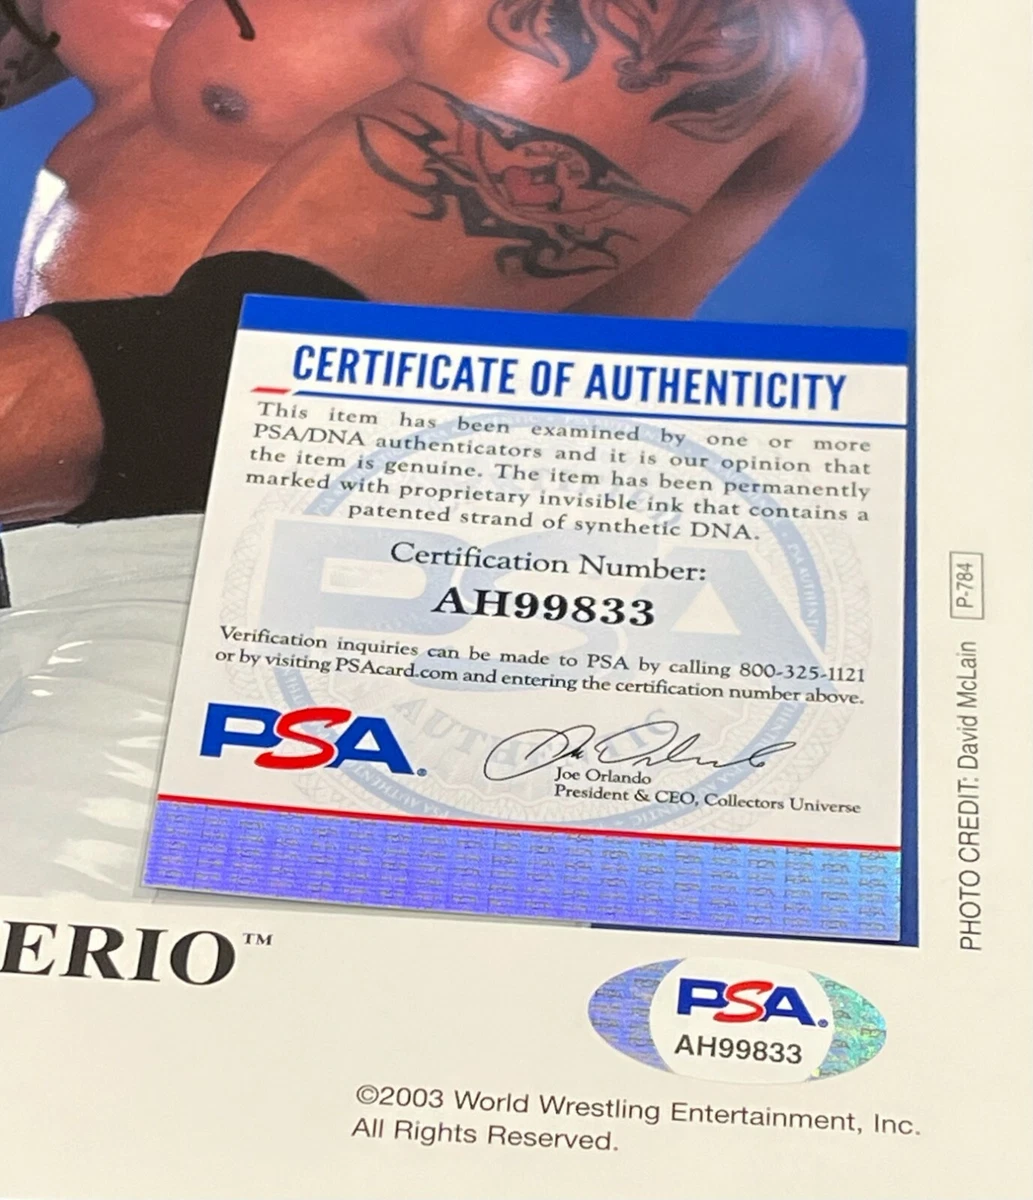 CERTIFICATE OF AUTHENTICITY
This item has been examined by one or more
PSA/DNA authenticators and it is our opinion that
the item is genuine. The item has been permanently
marked with proprietary invisible ink that contains a
patented strand of synthetic DNA.
Certification Number:
AH99833
Verification inquiries can be made to PSA by calling 800-325-1121
or by visiting PSAcard.com and entering the certification number above.
PSA®
Joe Orlando
President & CEO, Collectors Universe
ERIO™
PSA®
AH99833
©2003 World Wrestling Entertainment, Inc.
All Rights Reserved.
PHOTO CREDIT: David McLain P-784